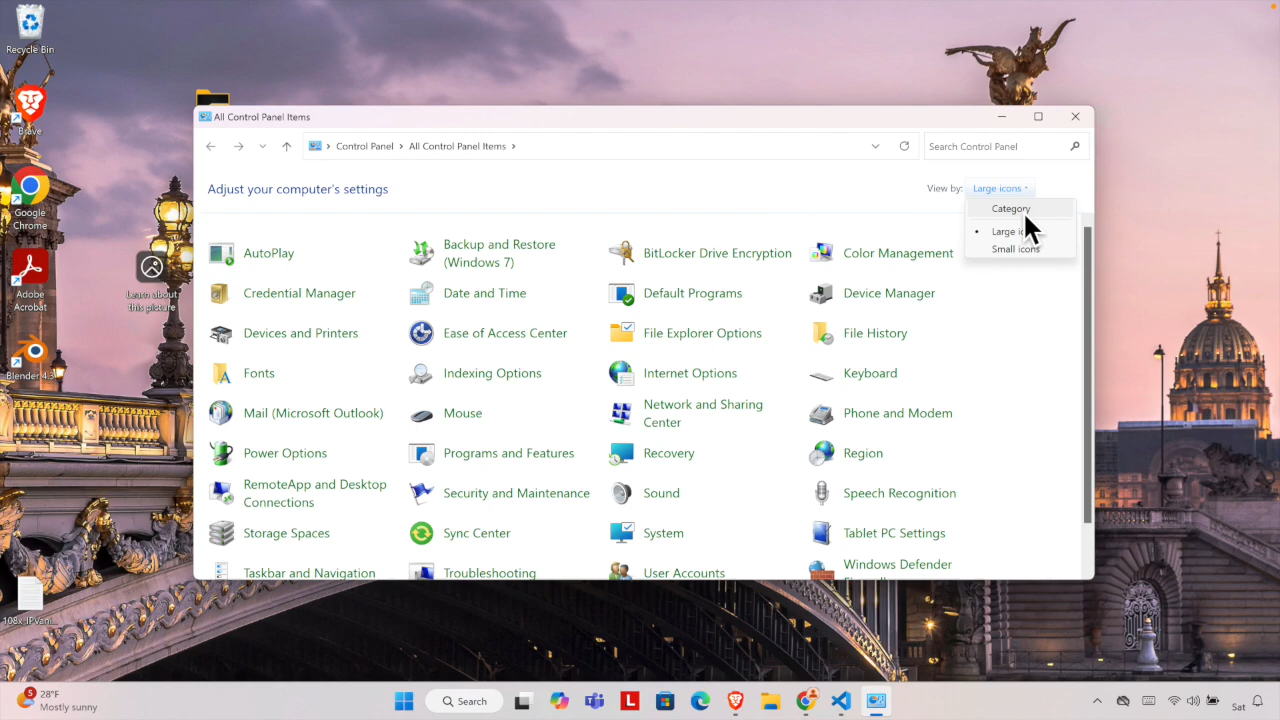 Recycle Bin
Brave
Google
Chrome
Adobe
Acrobat
Learn about
this picture
Blender 4.3
All Control Panel Items
Control Panel
All Control Panel Items
Search Control Panel
Adjust your computer's settings
View by:
Large icons
Category
Large
Small icons
AutoPlay
Backup and Restore
(Windows 7)
BitLocker Drive Encryption
Color Management
Credential Manager
Date and Time
Default Programs
Device Manager
Devices and Printers
Ease of Access Center
File Explorer Options
File History
Fonts
Indexing Options
Internet Options
Keyboard
Mail (Microsoft Outlook)
Mouse
Network and Sharing
Center
Phone and Modem
Power Options
Programs and Features
Recovery
Region
RemoteApp and Desktop
Connections
Security and Maintenance
Sound
Speech Recognition
Storage Spaces
Sync Center
System
Tablet PC Settings
Taskbar and Navigation
Troubleshooting
User Accounts
Windows Defender
108x_IPVani...
5
28°F
Mostly sunny
Search
L
Sat